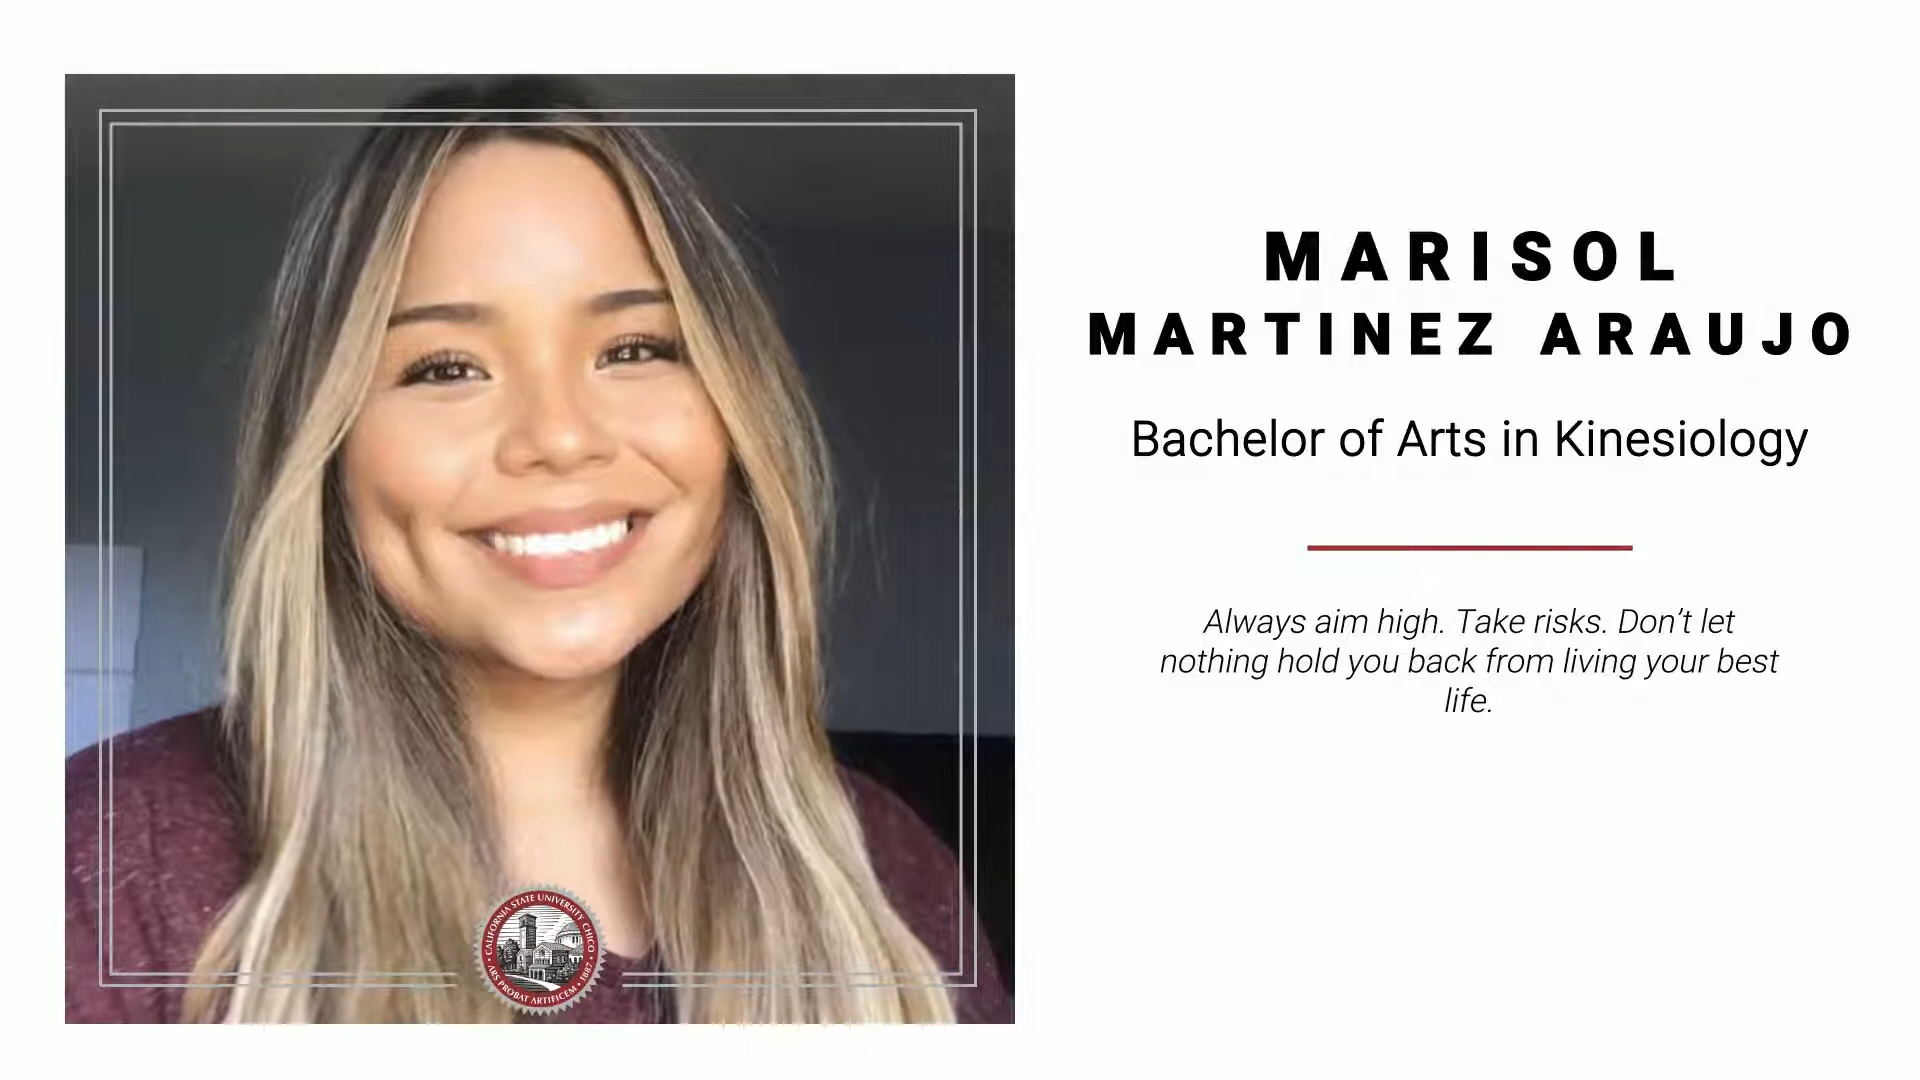 MARISOL
MARTINEZ ARAUJO
Bachelor of Arts in Kinesiology
Always aim high. Take risks. Don’t let
nothing hold you back from living your best
life.
CALIFORNIA STATE UNIVERSITY CHICO
ARS PROBAT ARTIFICEM • 1887